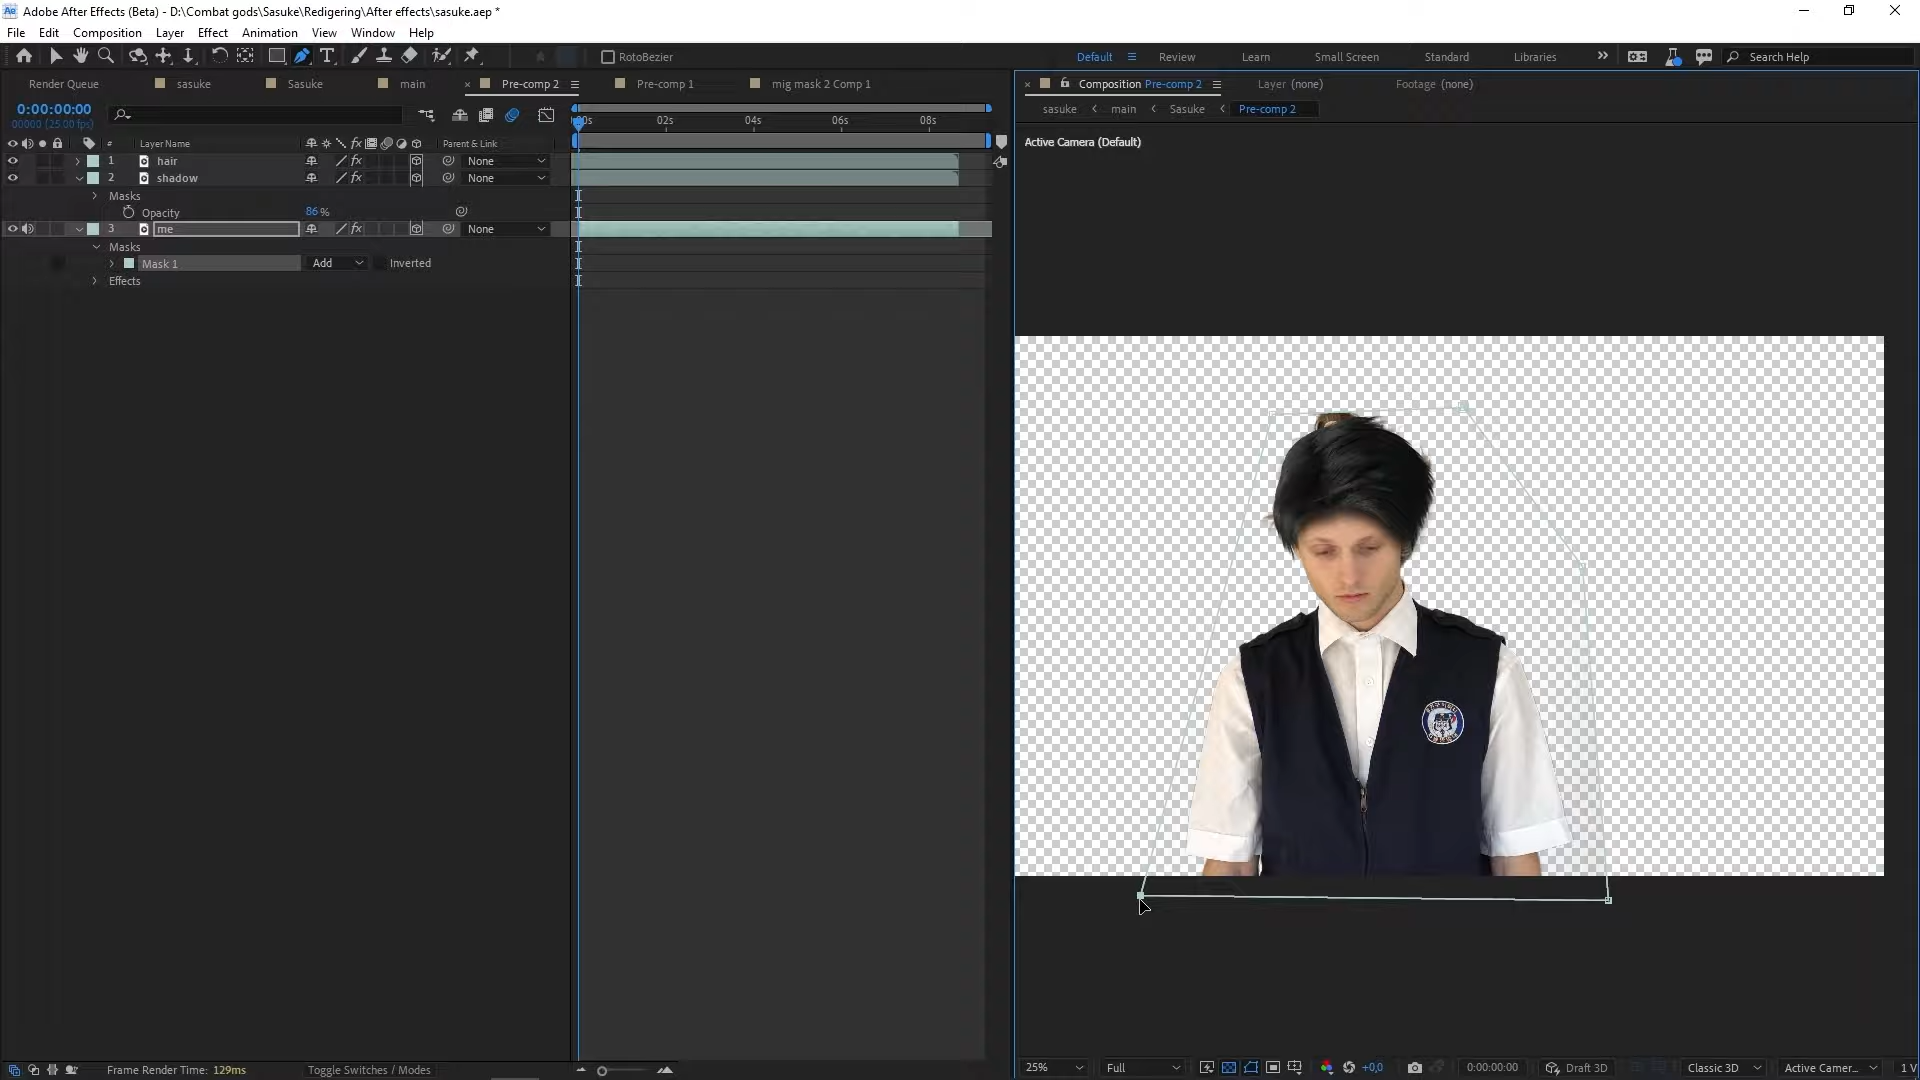 Adobe After Effects (Beta) - D:\Combat gods\Sasuke\Redigering\After effects\sasuke.aep *
File Edit Composition Layer Effect Animation View Window Help
RotoBezier
Default Review Learn Small Screen Standard Libraries Search Help
Render Queue sasuke Sasuke main Pre-comp 2 Pre-comp 1 mig mask 2 Comp 1
Composition Pre-comp 2 Layer (none) Footage (none)
0:00:00:00
00000 (25.00 fps)
sasuke main Sasuke Pre-comp 2
:00s 02s 04s 06s 08s
# Layer Name Parent & Link
Active Camera (Default)
1 hair None
2 shadow None
Masks
Opacity 86 %
3 me None
Masks
Mask 1 Add Inverted
Effects
Frame Render Time: 129ms Toggle Switches / Modes
25% Full +0,0 0:00:00:00 Draft 3D Classic 3D Active Camer... 1 V